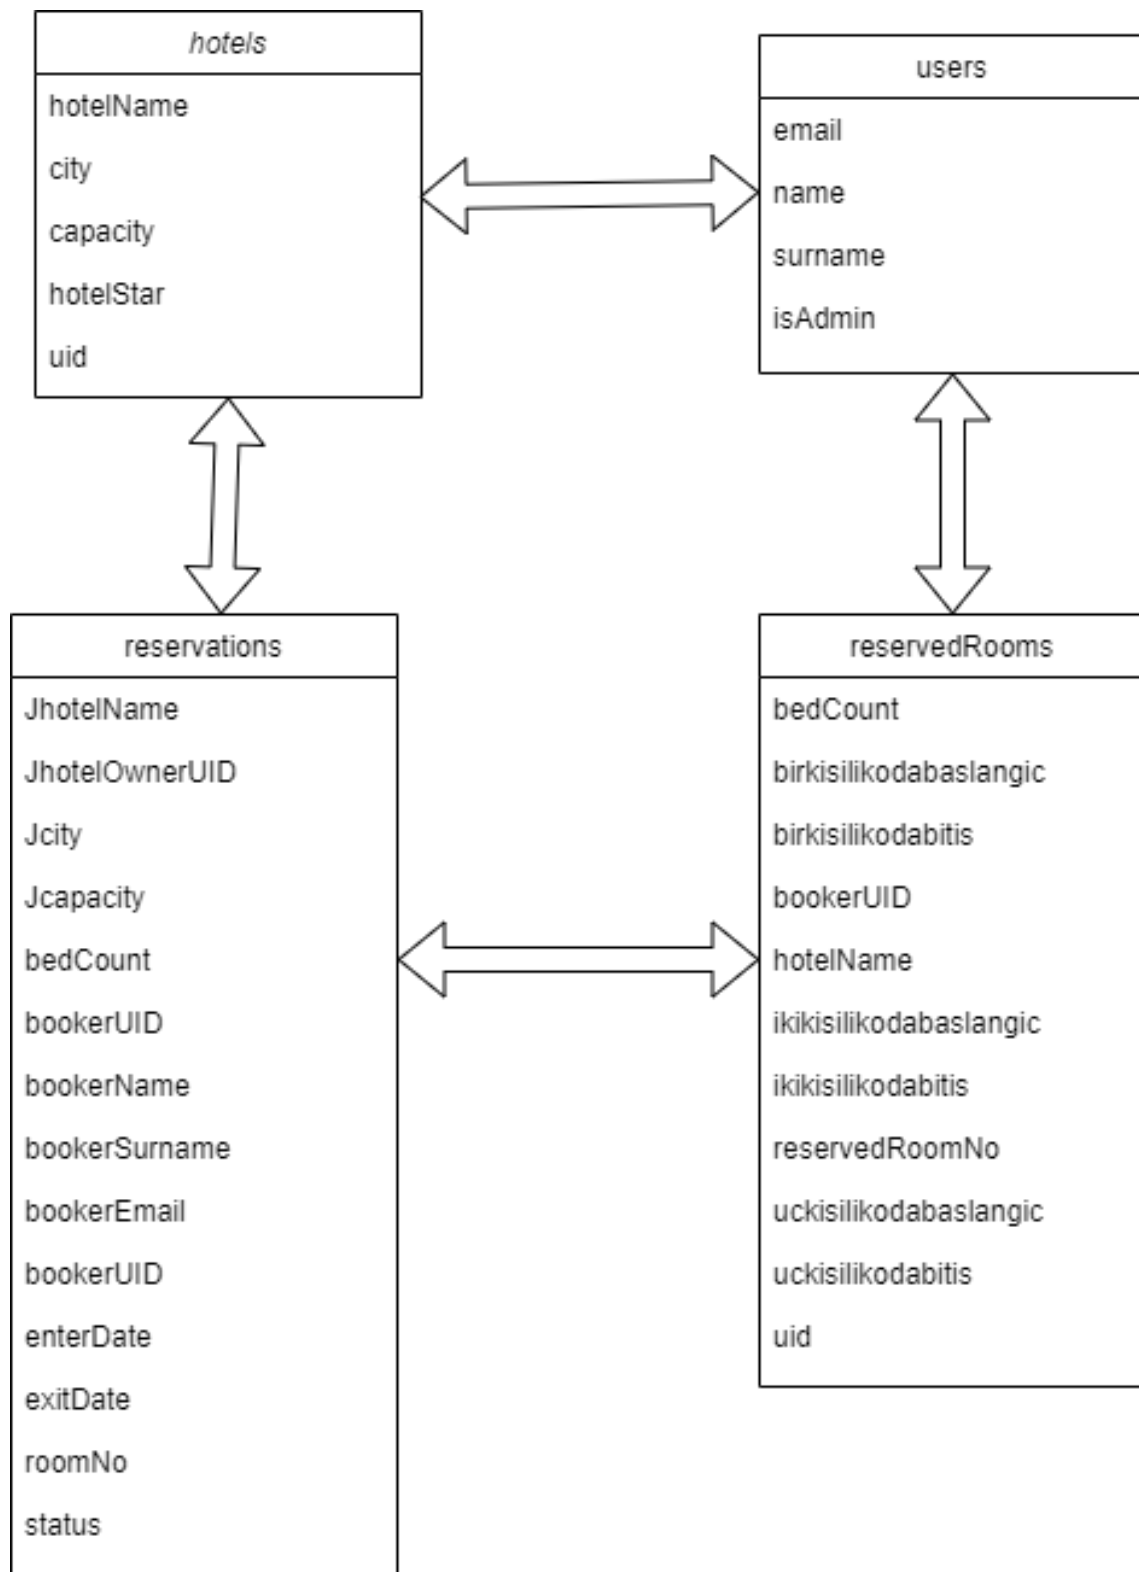 hotels
hotelName
city
capacity
hotelStar
uid
users
email
name
surname
isAdmin
reservations
JhotelName
JhotelOwnerUID
Jcity
Jcapacity
bedCount
bookerUID
bookerName
bookerSurname
bookerEmail
bookerUID
enterDate
exitDate
roomNo
status
reservedRooms
bedCount
birkisilikodabaslangic
birkisilikodabitis
bookerUID
hotelName
ikikisilikodabaslangic
ikikisilikodabitis
reservedRoomNo
uckisilikodabaslangic
uckisilikodabitis
uid